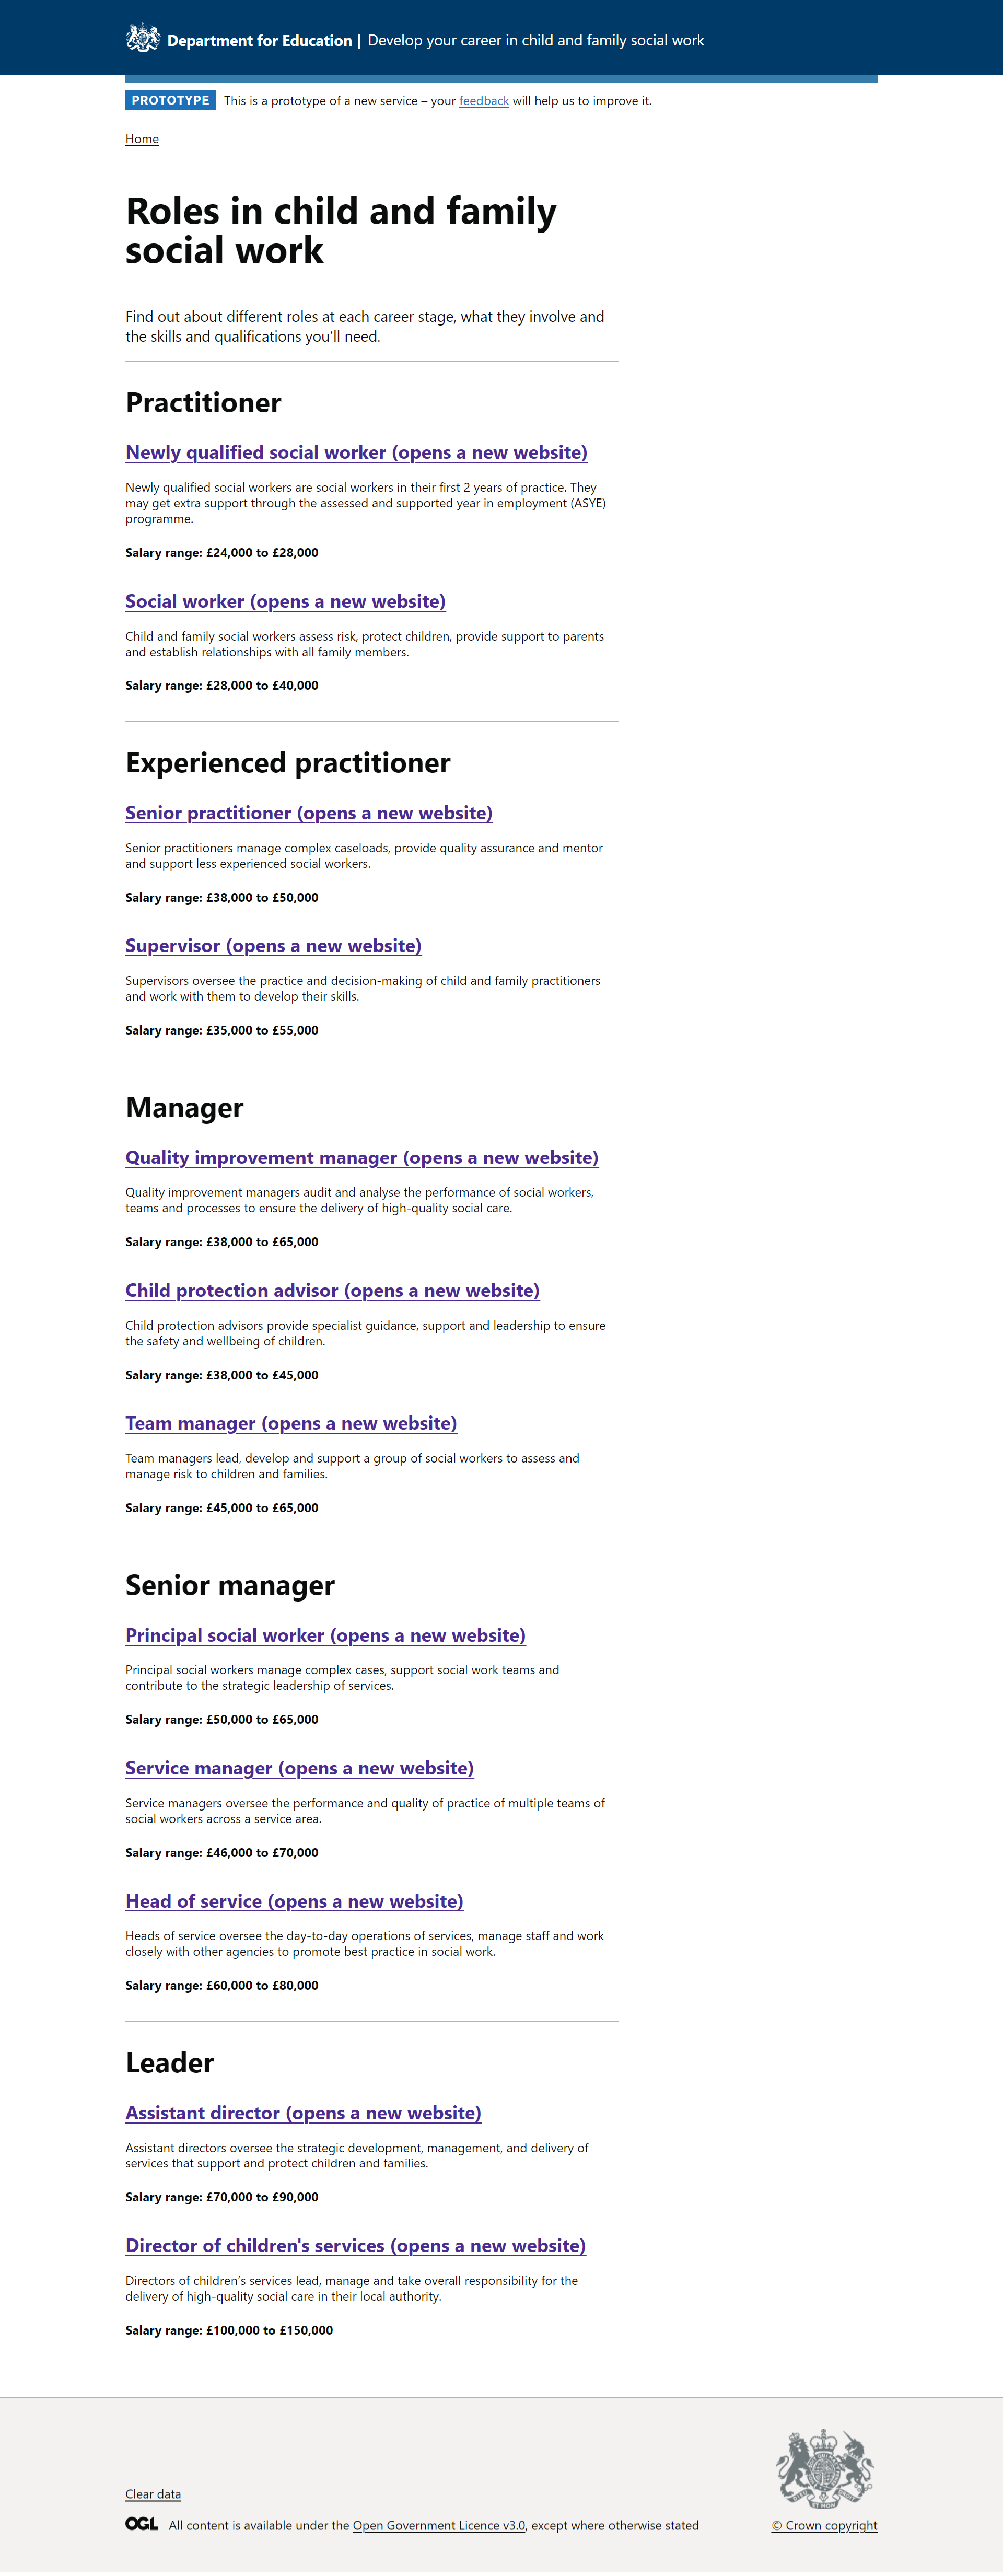 Department for Education | Develop your career in child and family social work
PROTOTYPE This is a prototype of a new service – your feedback will help us to improve it.
Home
Roles in child and family
social work
Find out about different roles at each career stage, what they involve and
the skills and qualifications you’ll need.
Practitioner
Newly qualified social worker (opens a new website)
Newly qualified social workers are social workers in their first 2 years of practice. They
may get extra support through the assessed and supported year in employment (ASYE)
programme.
Salary range: £24,000 to £28,000
Social worker (opens a new website)
Child and family social workers assess risk, protect children, provide support to parents
and establish relationships with all family members.
Salary range: £28,000 to £40,000
Experienced practitioner
Senior practitioner (opens a new website)
Senior practitioners manage complex caseloads, provide quality assurance and mentor
and support less experienced social workers.
Salary range: £38,000 to £50,000
Supervisor (opens a new website)
Supervisors oversee the practice and decision-making of child and family practitioners
and work with them to develop their skills.
Salary range: £35,000 to £55,000
Manager
Quality improvement manager (opens a new website)
Quality improvement managers audit and analyse the performance of social workers,
teams and processes to ensure the delivery of high-quality social care.
Salary range: £38,000 to £65,000
Child protection advisor (opens a new website)
Child protection advisors provide specialist guidance, support and leadership to ensure
the safety and wellbeing of children.
Salary range: £38,000 to £45,000
Team manager (opens a new website)
Team managers lead, develop and support a group of social workers to assess and
manage risk to children and families.
Salary range: £45,000 to £65,000
Senior manager
Principal social worker (opens a new website)
Principal social workers manage complex cases, support social work teams and
contribute to the strategic leadership of services.
Salary range: £50,000 to £65,000
Service manager (opens a new website)
Service managers oversee the performance and quality of practice of multiple teams of
social workers across a service area.
Salary range: £46,000 to £70,000
Head of service (opens a new website)
Heads of service oversee the day-to-day operations of services, manage staff and work
closely with other agencies to promote best practice in social work.
Salary range: £60,000 to £80,000
Leader
Assistant director (opens a new website)
Assistant directors oversee the strategic development, management, and delivery of
services that support and protect children and families.
Salary range: £70,000 to £90,000
Director of children's services (opens a new website)
Directors of children’s services lead, manage and take overall responsibility for the
delivery of high-quality social care in their local authority.
Salary range: £100,000 to £150,000
Clear data
OGL All content is available under the Open Government Licence v3.0, except where otherwise stated
© Crown copyright